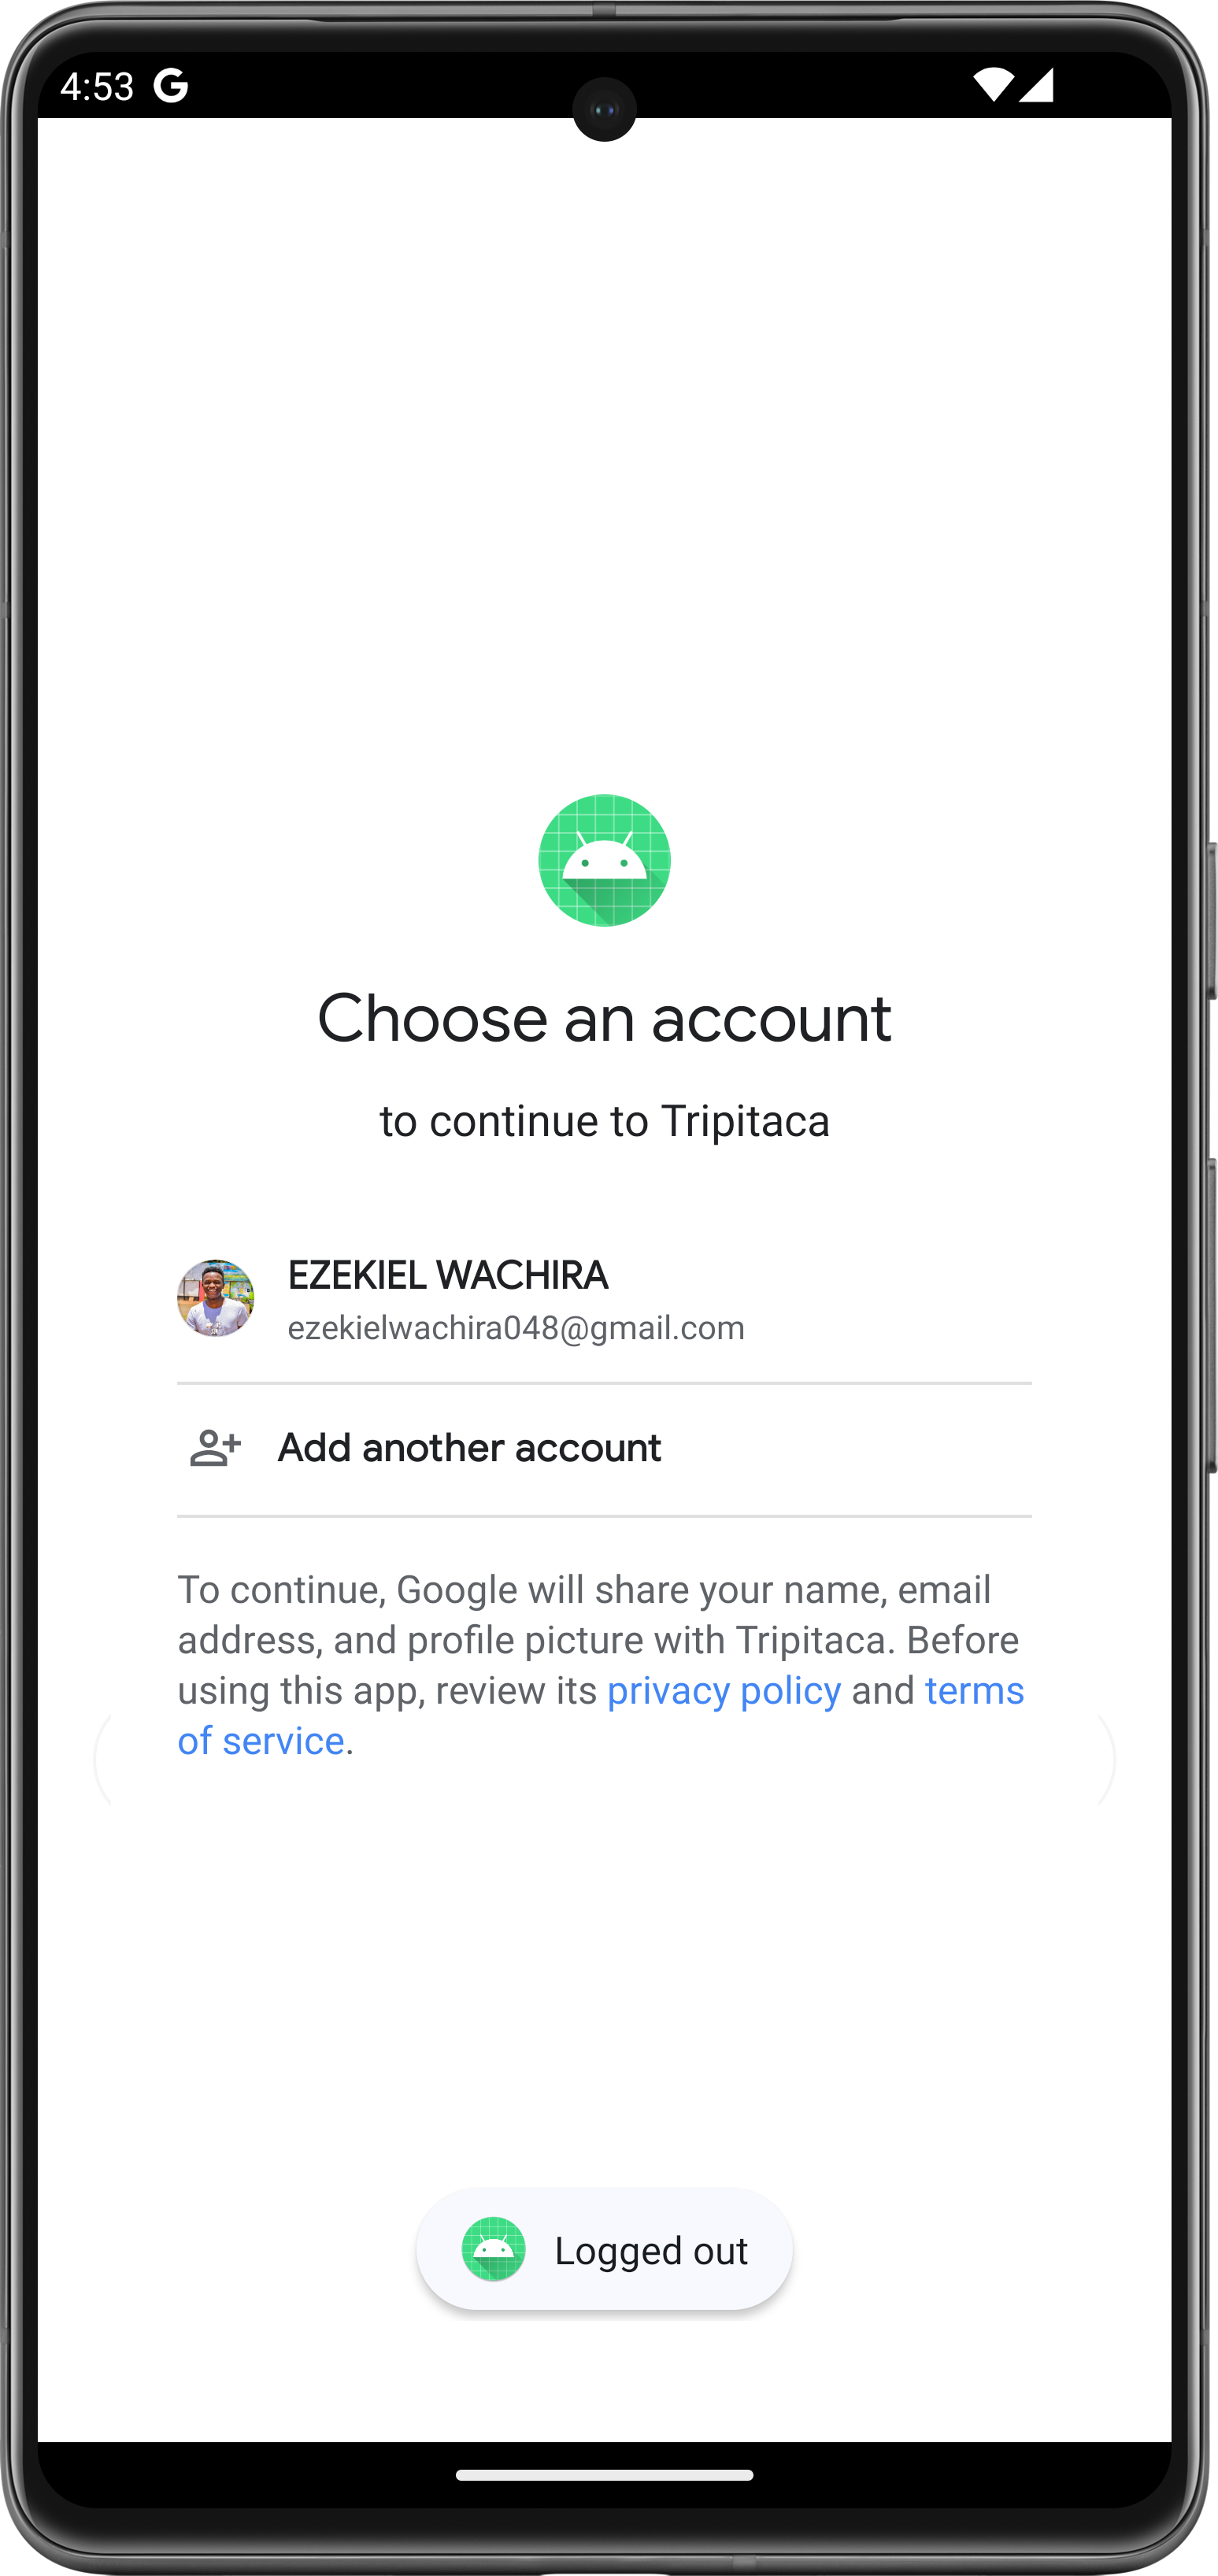 4:53 G
Choose an account
to continue to Tripitaca
EZEKIEL WACHIRA
ezekielwachira048@gmail.com
Add another account
To continue, Google will share your name, email
address, and profile picture with Tripitaca. Before
using this app, review its privacy policy and terms
of service.
Logged out